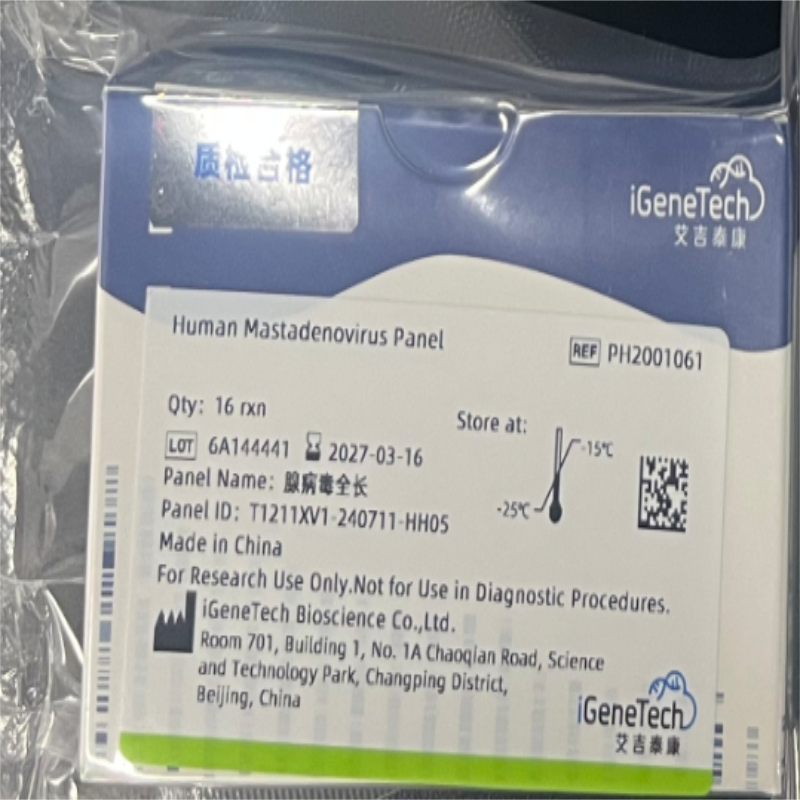 质检合格
iGeneTech
艾吉泰康
Human Mastadenovirus Panel
REF PH2001061
Qty: 16 rxn
Store at:
-15℃
-25℃
LOT 6A144441 2027-03-16
Panel Name: 腺病毒全长
Panel ID: T1211XV1-240711-HH05
Made in China
For Research Use Only.Not for Use in Diagnostic Procedures.
iGeneTech Bioscience Co.,Ltd.
Room 701, Building 1, No. 1A Chaoqian Road, Science
and Technology Park, Changping District,
Beijing, China
iGeneTech
艾吉泰康